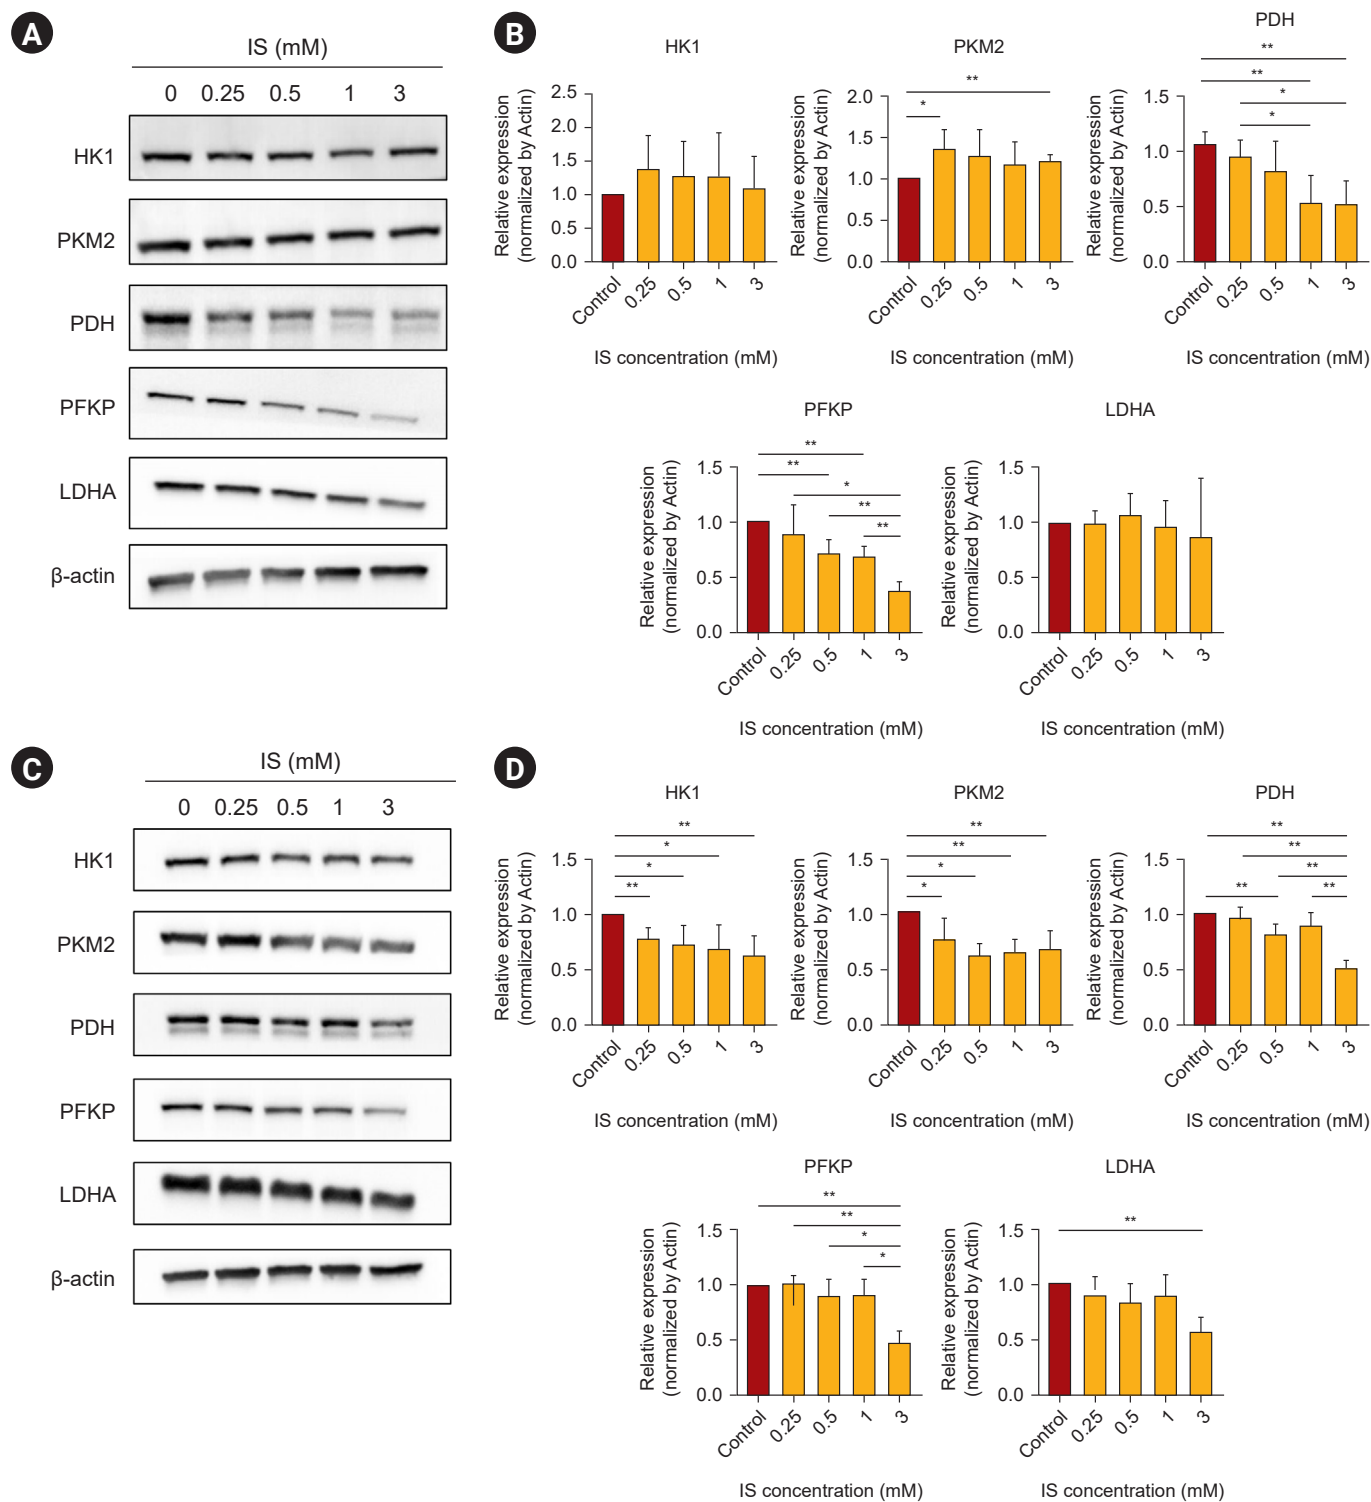 A
IS (mM)
0 0.25 0.5 1 3
HK1
PKM2
PDH
PFKP
LDHA
β-actin
B
HK1
Relative expression
(normalized by Actin)
2.5
2.0
1.5
1.0
0.5
0.0
Control 0.25 0.5 1 3
IS concentration (mM)
PKM2
Relative expression
(normalized by Actin)
2.0
1.5
1.0
0.5
0.0
**
*
Control 0.25 0.5 1 3
IS concentration (mM)
PDH
Relative expression
(normalized by Actin)
1.5
1.0
0.5
0.0
**
**
*
*
Control 0.25 0.5 1 3
IS concentration (mM)
PFKP
Relative expression
(normalized by Actin)
1.5
1.0
0.5
0.0
**
**
*
**
**
Control 0.25 0.5 1 3
IS concentration (mM)
LDHA
Relative expression
(normalized by Actin)
1.5
1.0
0.5
0.0
Control 0.25 0.5 1 3
IS concentration (mM)
C
IS (mM)
0 0.25 0.5 1 3
HK1
PKM2
PDH
PFKP
LDHA
β-actin
D
HK1
Relative expression
(normalized by Actin)
1.5
1.0
0.5
0.0
**
*
*
**
Control 0.25 0.5 1 3
IS concentration (mM)
PKM2
Relative expression
(normalized by Actin)
1.5
1.0
0.5
0.0
**
**
*
*
Control 0.25 0.5 1 3
IS concentration (mM)
PDH
Relative expression
(normalized by Actin)
1.5
1.0
0.5
0.0
**
**
**
** **
Control 0.25 0.5 1 3
IS concentration (mM)
PFKP
Relative expression
(normalized by Actin)
1.5
1.0
0.5
0.0
**
**
*
*
Control 0.25 0.5 1 3
IS concentration (mM)
LDHA
Relative expression
(normalized by Actin)
1.5
1.0
0.5
0.0
**
Control 0.25 0.5 1 3
IS concentration (mM)